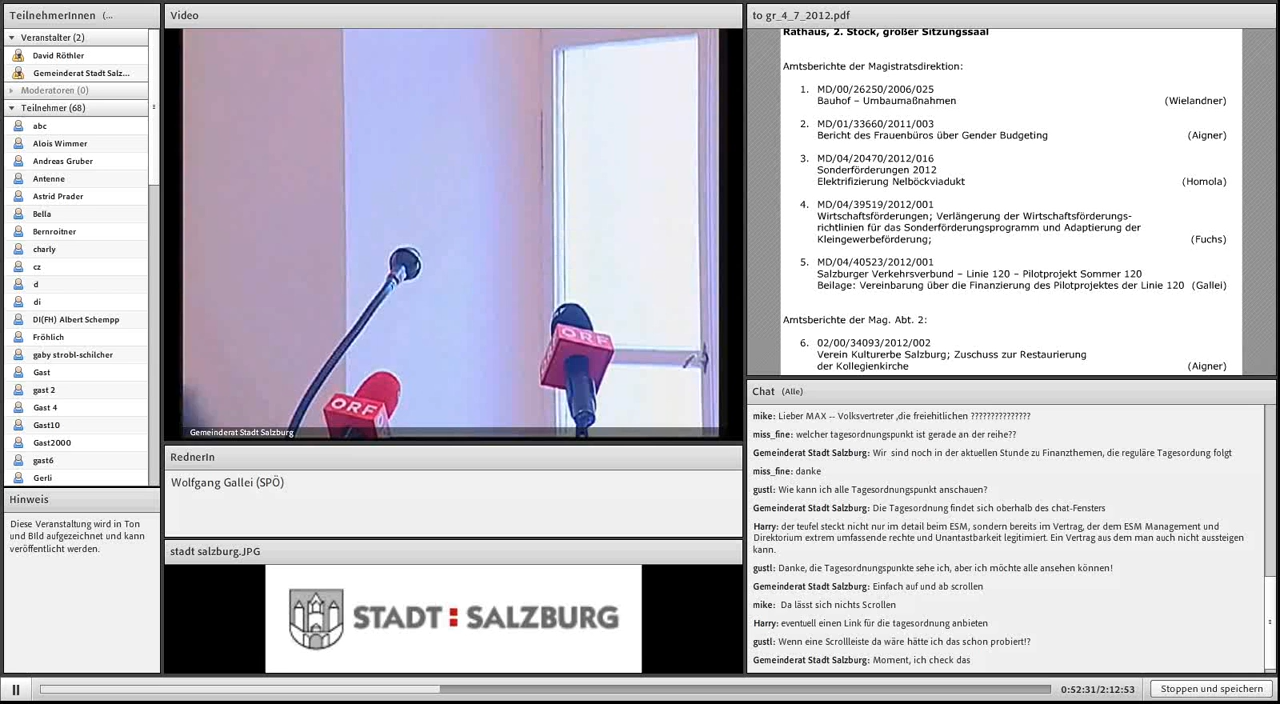 TeilnehmerInnen (...
Veranstalter (2)
David Röthler
Gemeinderat Stadt Salz...
Moderatoren (0)
Teilnehmer (68)
abc
Alois Wimmer
Andreas Gruber
Antenne
Astrid Prader
Bella
Bernroitner
charly
cz
d
di
DI(FH) Albert Schempp
Fröhlich
gaby strobl-schilcher
Gast
gast 2
Gast 4
Gast10
Gast2000
gast6
Gerli
Hinweis
Diese Veranstaltung wird in Ton
und BIld aufgezeichnet und kann
veröffentlicht werden.
Video
ORF
ORF
Gemeinderat Stadt Salzburg
RednerIn
Wolfgang Gallei (SPÖ)
stadt salzburg.JPG
STADT : SALZBURG
to gr_4_7_2012.pdf
Rathaus, 2. Stock, großer Sitzungssaal
Amtsberichte der Magistratsdirektion:
1. MD/00/26250/2006/025
Bauhof – Umbaumaßnahmen (Wielandner)
2. MD/01/33660/2011/003
Bericht des Frauenbüros über Gender Budgeting (Aigner)
3. MD/04/20470/2012/016
Sonderförderungen 2012
Elektrifizierung Nelböckviadukt (Homola)
4. MD/04/39519/2012/001
Wirtschaftsförderungen; Verlängerung der Wirtschaftsförderungs-
richtlinien für das Sonderförderungsprogramm und Adaptierung der
Kleingewerbeförderung; (Fuchs)
5. MD/04/40523/2012/001
Salzburger Verkehrsverbund – Linie 120 – Pilotprojekt Sommer 120
Beilage: Vereinbarung über die Finanzierung des Pilotprojektes der Linie 120 (Gallei)
Amtsberichte der Mag. Abt. 2:
6. 02/00/34093/2012/002
Verein Kulturerbe Salzburg; Zuschuss zur Restaurierung
der Kollegienkirche (Aigner)
Chat (Alle)
mike: Lieber MAX -- Volksvertreter ,die freiehitlichen ???????????????
miss_fine: welcher tagesordnungspunkt ist gerade an der reihe??
Gemeinderat Stadt Salzburg: Wir sind noch in der aktuellen Stunde zu Finanzthemen, die reguläre Tagesordung folgt
miss_fine: danke
gustl: Wie kann ich alle Tagesordnungspunkt anschauen?
Gemeinderat Stadt Salzburg: Die Tagesordnung findet sich oberhalb des chat-Fensters
Harry: der teufel steckt nicht nur im detail beim ESM, sondern bereits im Vertrag, der dem ESM Management und
Direktorium extrem umfassende rechte und Unantastbarkeit legitimiert. Ein Vertrag aus dem man auch nicht aussteigen
kann.
gustl: Danke, die Tagesordnungspunkte sehe ich, aber ich möchte alle ansehen können!
Gemeinderat Stadt Salzburg: Einfach auf und ab scrollen
mike: Da lässt sich nichts Scrollen
Harry: eventuell einen Link für die tagesordnung anbieten
gustl: Wenn eine Scrollleiste da wäre hätte ich das schon probiert!?
Gemeinderat Stadt Salzburg: Moment, ich check das
0:52:31/2:12:53
Stoppen und speichern